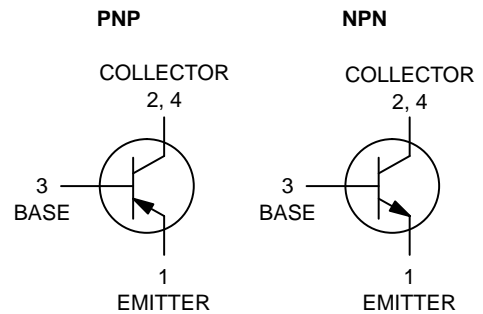 PNP
COLLECTOR
2, 4
3
BASE
1
EMITTER
NPN
COLLECTOR
2, 4
3
BASE
1
EMITTER